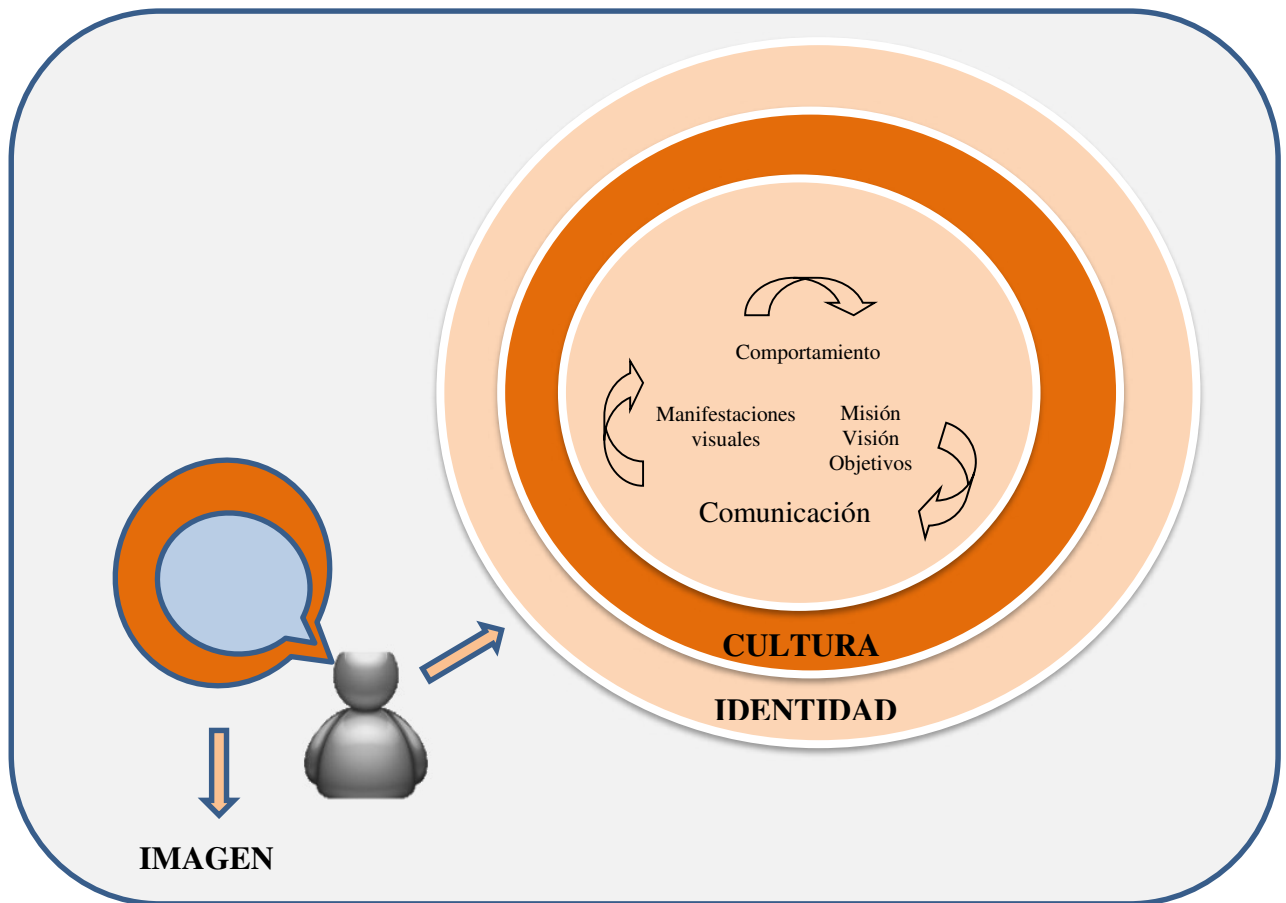 Comportamiento
Manifestaciones
visuales
Misión
Visión
Objetivos
Comunicación
CULTURA
IDENTIDAD
IMAGEN